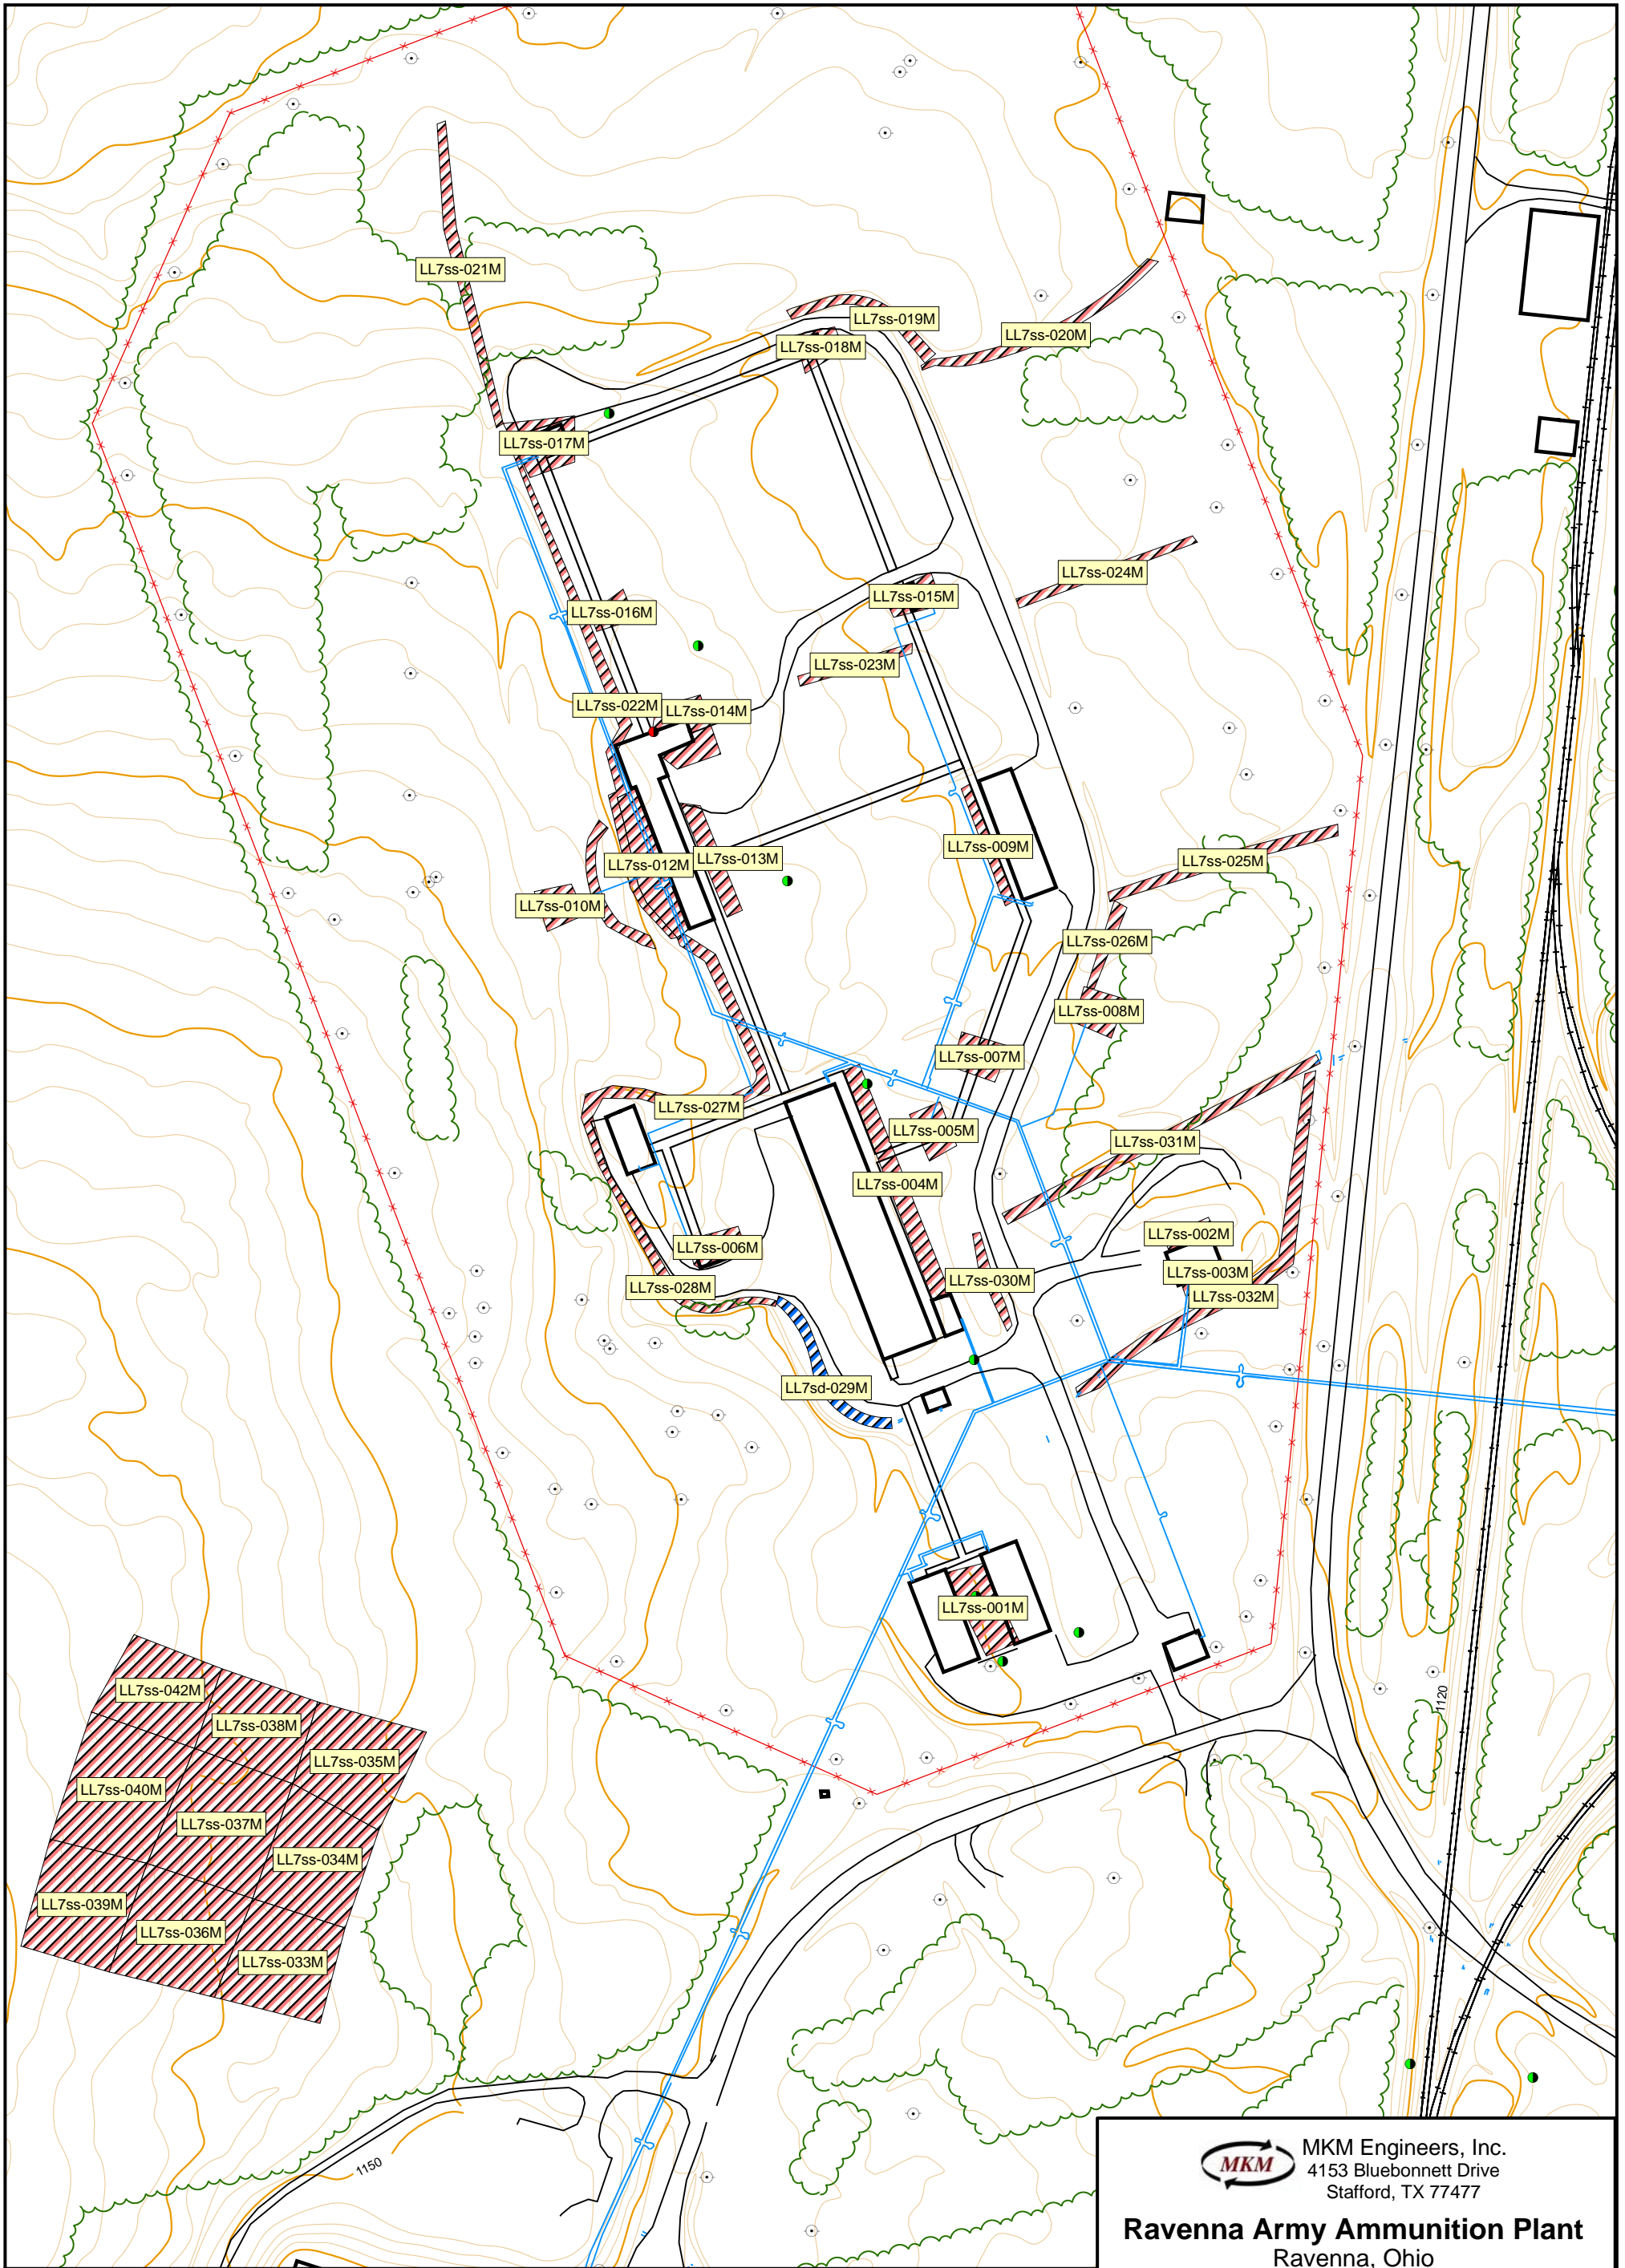 LL7ss-021M
LL7ss-019M
LL7ss-020M
LL7ss-018M
LL7ss-017M
LL7ss-024M
LL7ss-015M
LL7ss-016M
LL7ss-023M
LL7ss-022M
LL7ss-014M
LL7ss-009M
LL7ss-013M
LL7ss-025M
LL7ss-012M
LL7ss-010M
LL7ss-026M
LL7ss-008M
LL7ss-007M
LL7ss-027M
LL7ss-005M
LL7ss-031M
LL7ss-004M
LL7ss-002M
LL7ss-006M
LL7ss-003M
LL7ss-030M
LL7ss-028M
LL7ss-032M
LL7sd-029M
LL7ss-001M
LL7ss-042M
1120
LL7ss-038M
LL7ss-035M
LL7ss-040M
LL7ss-037M
LL7ss-034M
LL7ss-039M
LL7ss-036M
LL7ss-033M
1150
MKM
MKM Engineers, Inc.
4153 Bluebonnett Drive
Stafford, TX 77477
Ravenna Army Ammunition Plant
Ravenna, Ohio